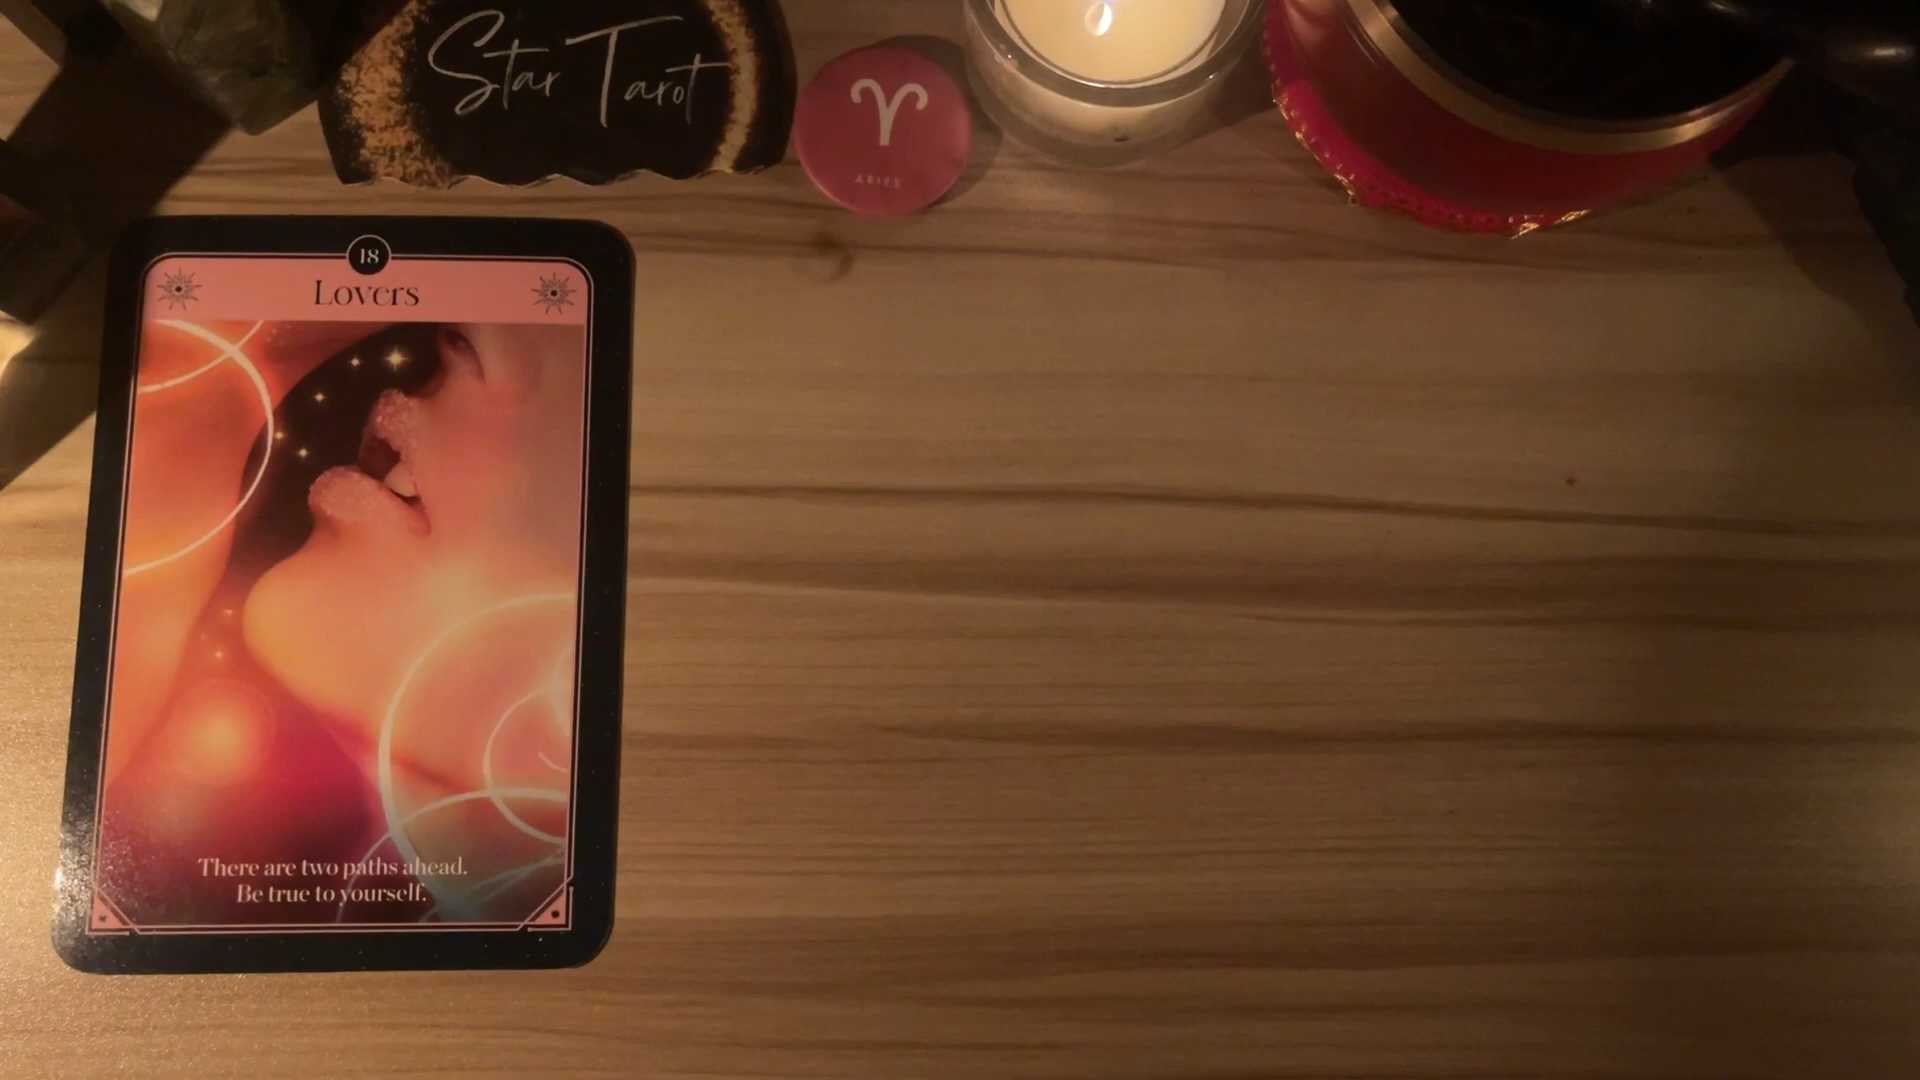 Star Tarot
ARIES
18
Lovers
There are two paths ahead.
Be true to yourself.